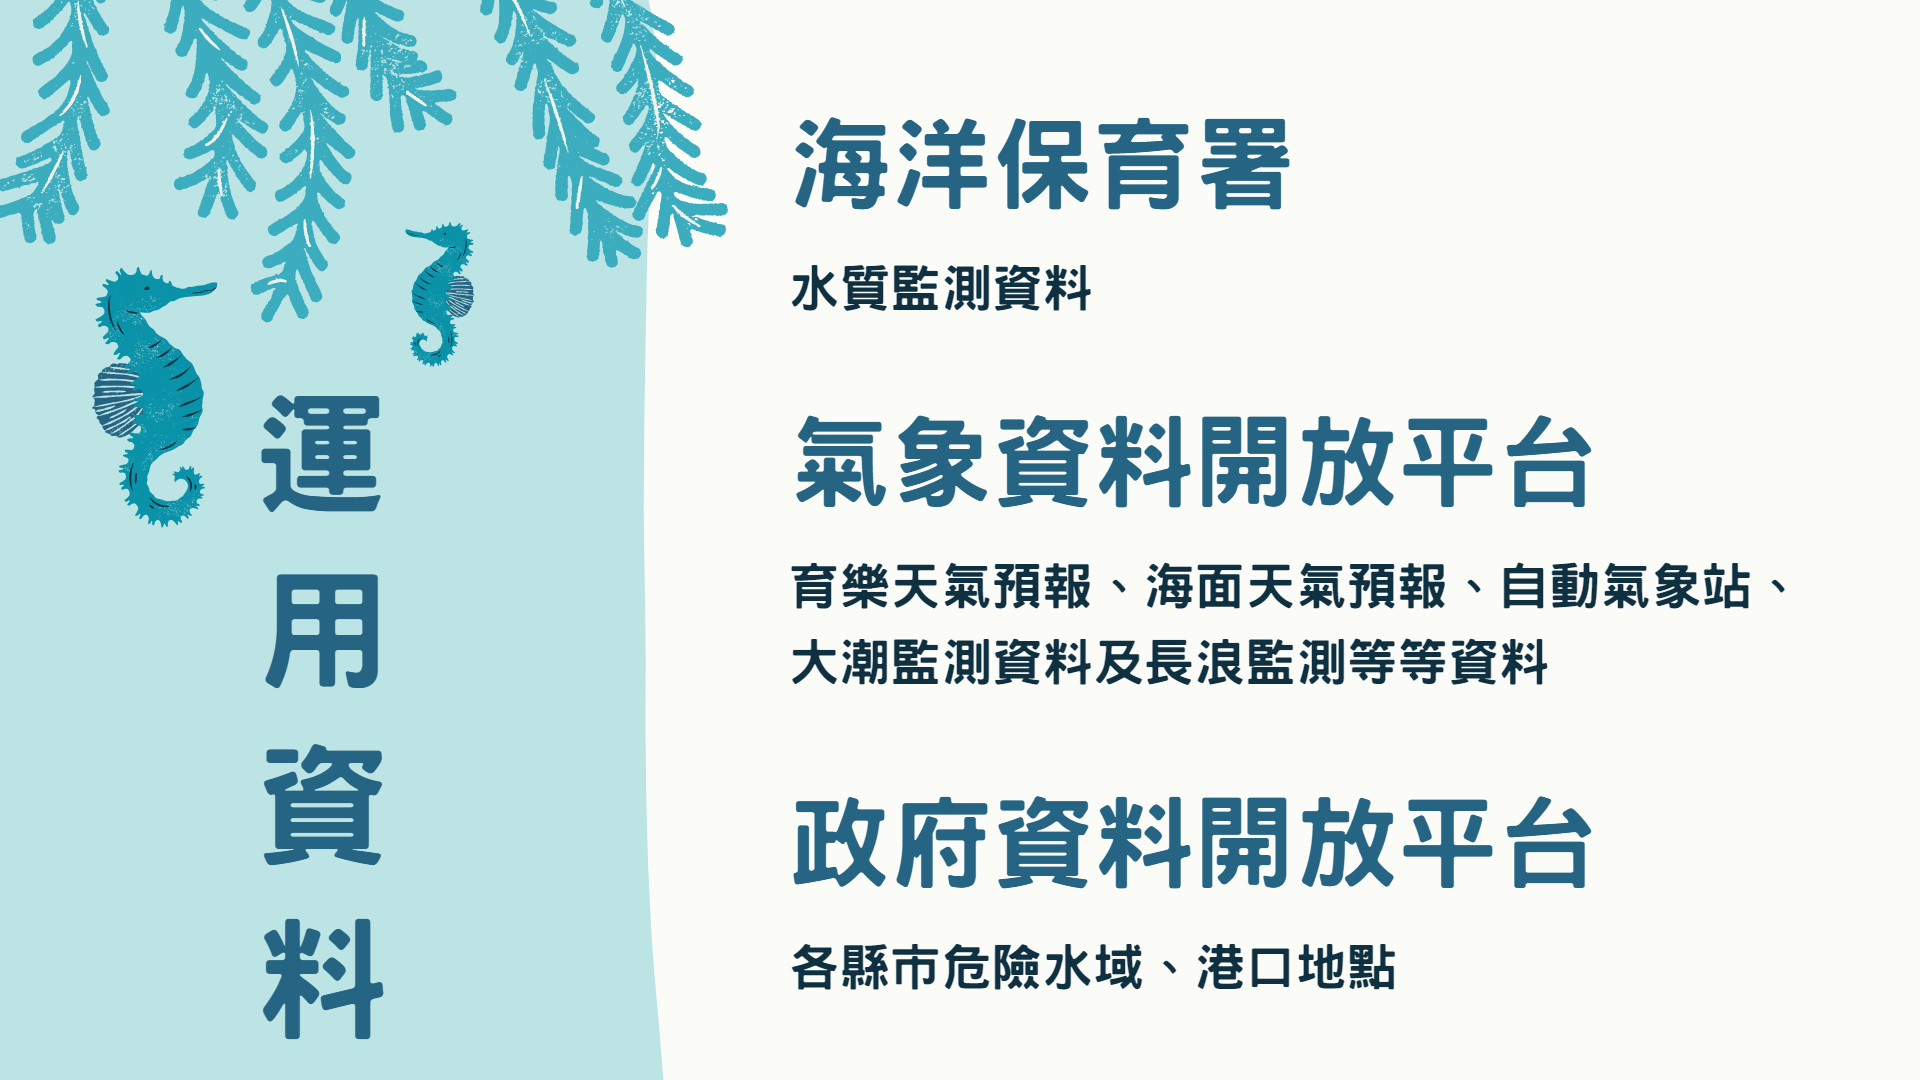 運用資料
海洋保育署
水質監測資料
氣象資料開放平台
育樂天氣預報、海面天氣預報、自動氣象站、
大潮監測資料及長浪監測等等資料
政府資料開放平台
各縣市危險水域、港口地點